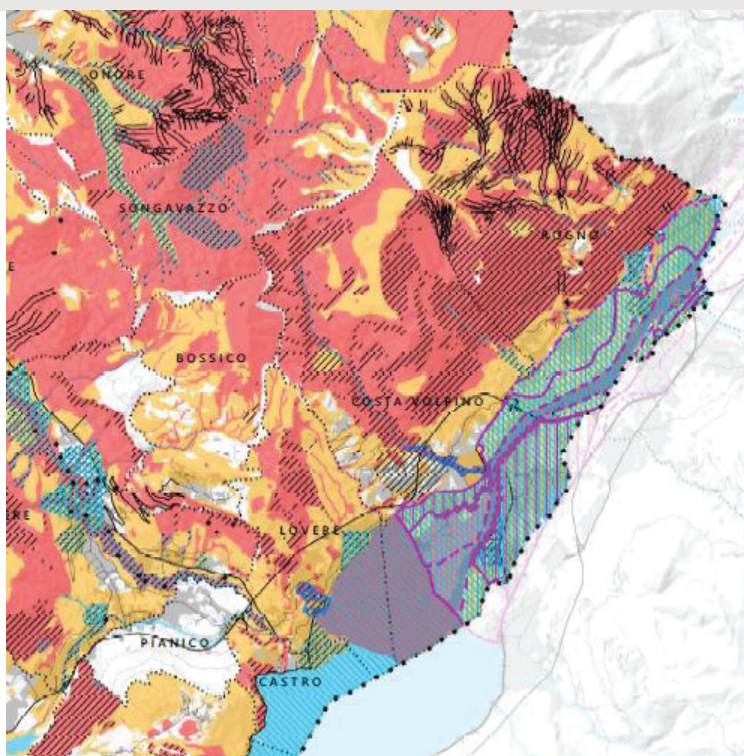 ONORE
SONGAVAZZO
ROGNO
BOSSICO
COSTA VOLPINO
LOVERE
PIANICO
CASTRO